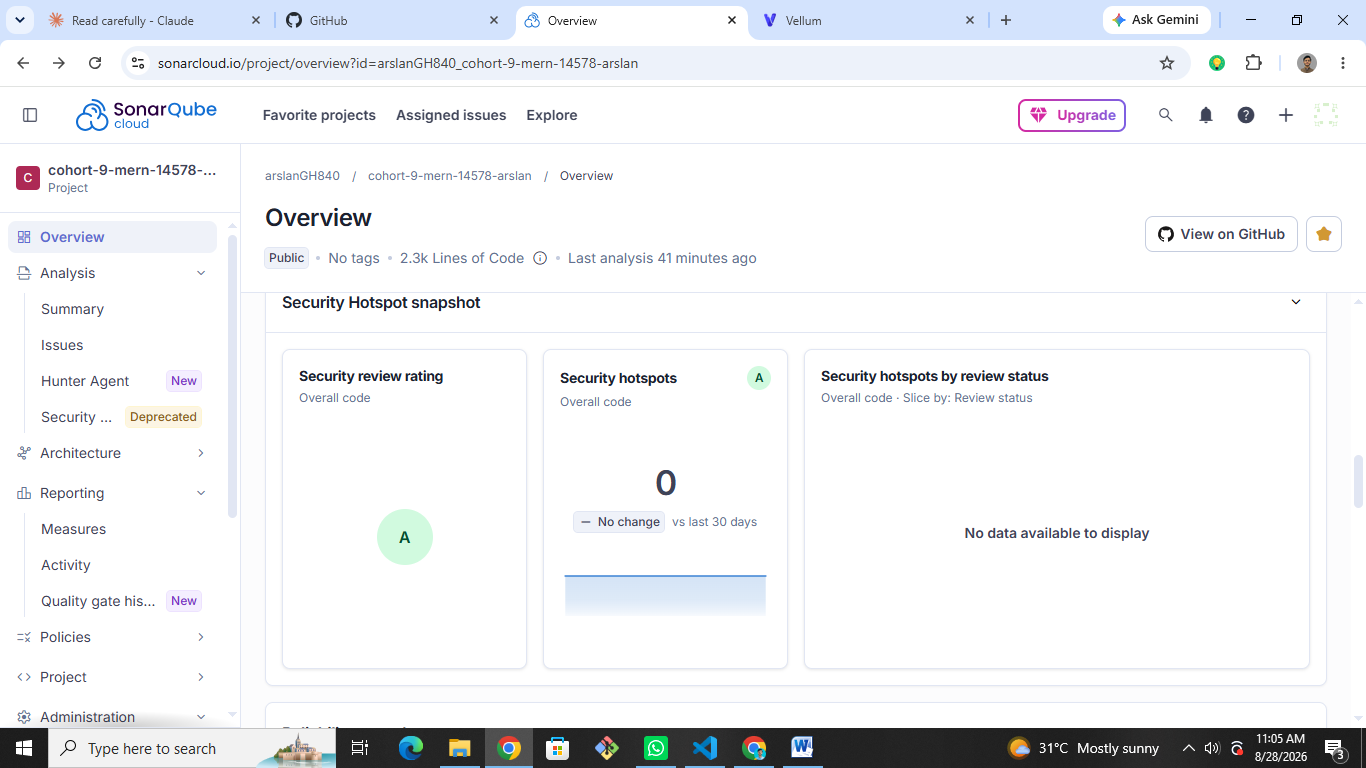 Read carefully - Claude
GitHub
Overview
Vellum
Ask Gemini
sonarcloud.io/project/overview?id=arslanGH840_cohort-9-mern-14578-arslan
SonarQube
cloud
Favorite projects
Assigned issues
Explore
Upgrade
C
cohort-9-mern-14578-...
Project
Overview
Analysis
Summary
Issues
Hunter Agent New
Security ... Deprecated
Architecture
Reporting
Measures
Activity
Quality gate his... New
Policies
Project
Administration
arslanGH840 / cohort-9-mern-14578-arslan / Overview
Overview
Public • No tags • 2.3k Lines of Code • Last analysis 41 minutes ago
View on GitHub
Security Hotspot snapshot
Security review rating
Overall code
A
Security hotspots
A
Overall code
0
No change vs last 30 days
Security hotspots by review status
Overall code · Slice by: Review status
No data available to display
Type here to search
31°C Mostly sunny
11:05 AM
8/28/2026
3